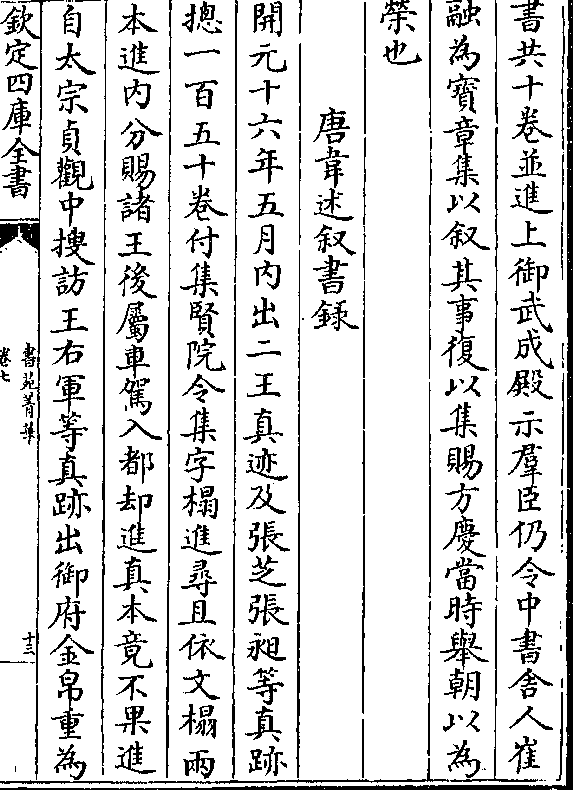 書共十卷並進上御武成殿示羣臣仍令中書舍人崔
融為寳章集以叙其事復以集賜方慶當時舉朝以為
榮也
唐韋述叙書録
開元十六年五月内出二王真迹及張芝張昶等真跡
摠一百五十卷付集賢院令集字榻進尋且依文榻兩
本進内分賜諸王後屬車駕入都却進真本竟不果進
自太宗貞觀中搜訪王右軍等真跡出御府金帛重為
欽定四庫全書
書苑菁華
卷七
十三